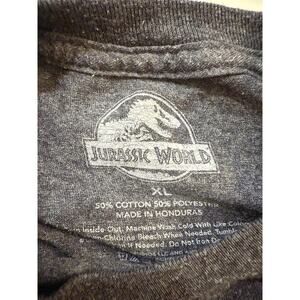 JURASSIC WORLD
XL
50% COTTON 50% POLYESTER
MADE IN HONDURAS
Inside Out. Machine Wash Cold With Like
Chlorine Bleach When Needed. Tumble
If Needed. Do Not Iron